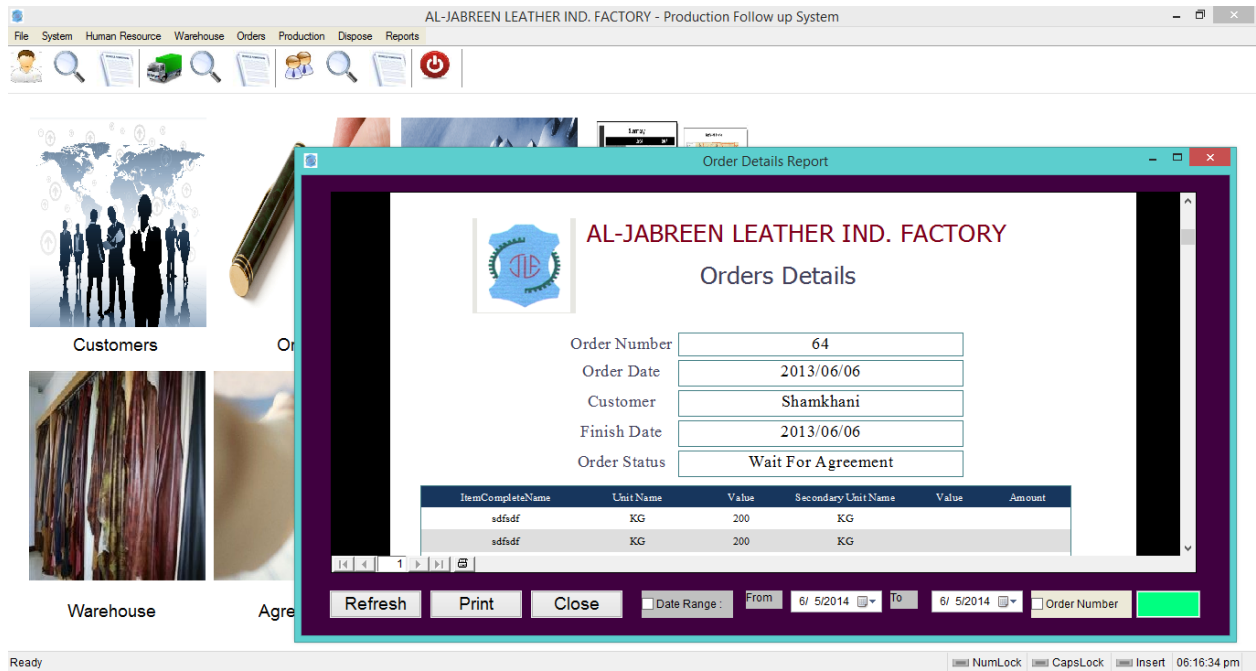 AL-JABREEN LEATHER IND. FACTORY - Production Follow up System
File System Human Resource Warehouse Orders Production Dispose Reports
Order Details Report
AL-JABREEN LEATHER IND. FACTORY
Orders Details
Order Number 64
Order Date 2013/06/06
Customer Shamkhani
Finish Date 2013/06/06
Order Status Wait For Agreement
ItemCompleteName Unit Name Value Secondary Unit Name Value Amount
sdfsdf KG 200 KG
sdfsdf KG 200 KG
1
Refresh Print Close Date Range : From 6/ 5/2014 To 6/ 5/2014 Order Number
Customers
Or
Warehouse
Agre
Ready NumLock CapsLock Insert 06:16:34 pm